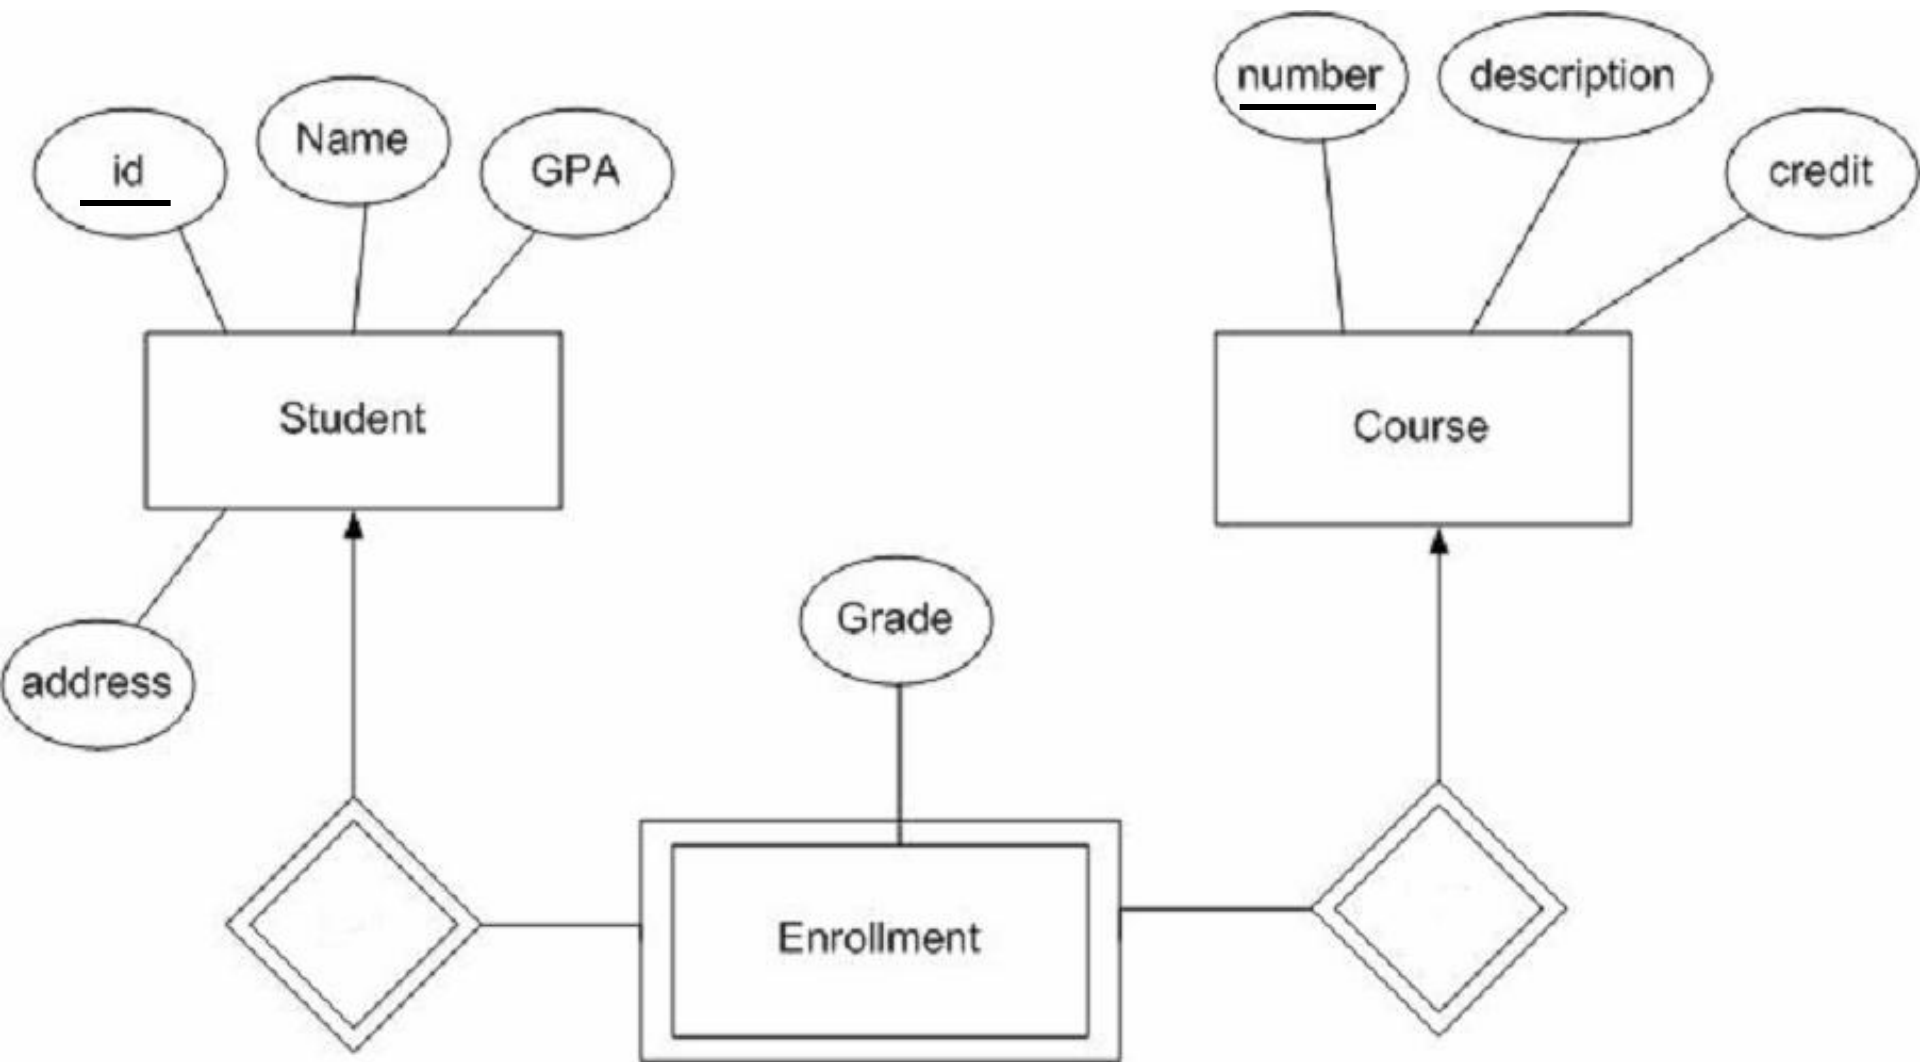 number
description
Name
id
GPA
credit
Student
Course
Grade
address
Enrollment